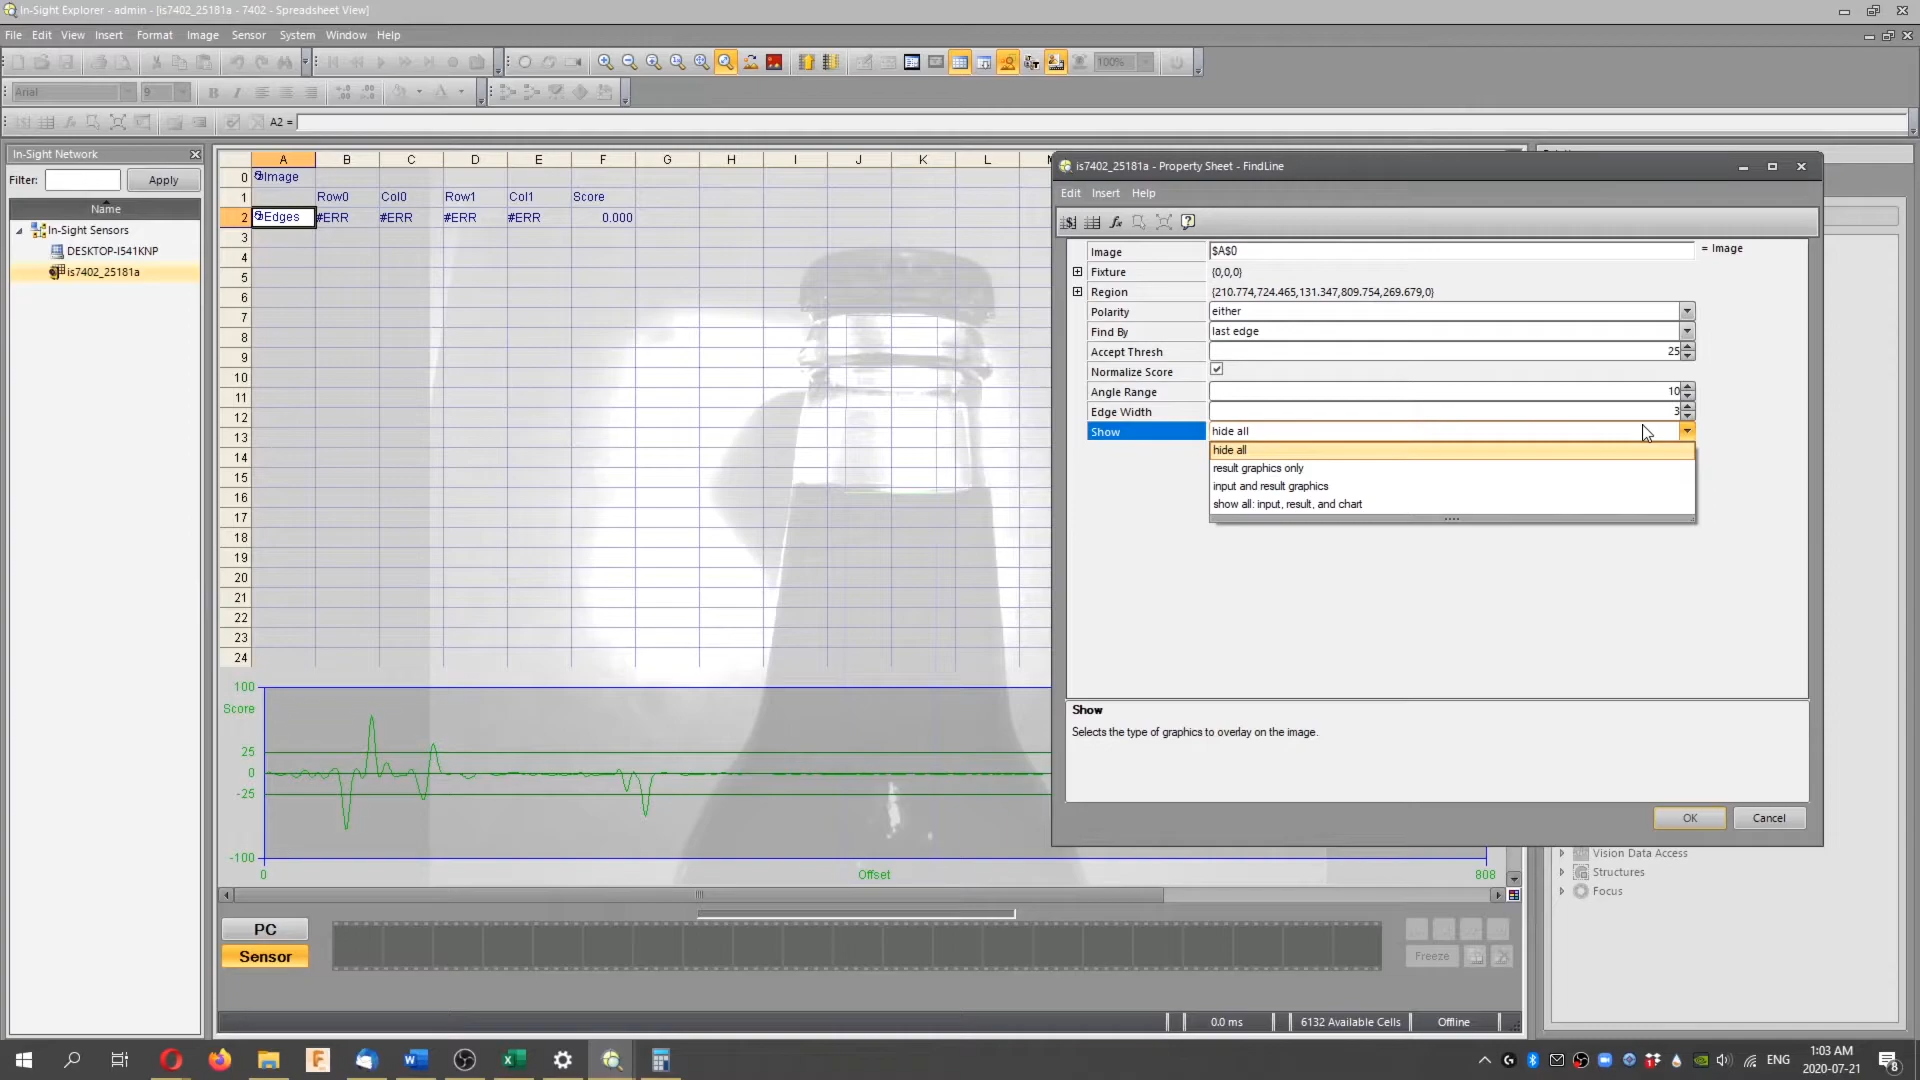 In-Sight Explorer - admin - [is7402_25181a - 7402 - Spreadsheet View]
File Edit View Insert Format Image Sensor System Window Help
100%
Arial 9
A2 =
In-Sight Network
Filter: Apply
Name
In-Sight Sensors
DESKTOP-I541KNP
is7402_25181a
A B C D E F G H I J K L
0 Image
1 Row0 Col0 Row1 Col1 Score
2 Edges #ERR #ERR #ERR #ERR 0.000
3
4
5
6
7
8
9
10
11
12
13
14
15
16
17
18
19
20
21
22
23
24
100
Score
25
0
-25
-100
0 Offset 808
PC
Sensor
Freeze
0.0 ms 6132 Available Cells Offline
is7402_25181a - Property Sheet - FindLine
Edit Insert Help
Image $A$0 = Image
Fixture {0,0,0}
Region {210.774,724.465,131.347,809.754,269.679,0}
Polarity either
Find By last edge
Accept Thresh 25
Normalize Score
Angle Range 10
Edge Width 3
Show hide all
hide all
result graphics only
input and result graphics
show all: input, result, and chart
Show
Selects the type of graphics to overlay on the image.
OK Cancel
Vision Data Access
Structures
Focus
ENG
1:03 AM
2020-07-21
8